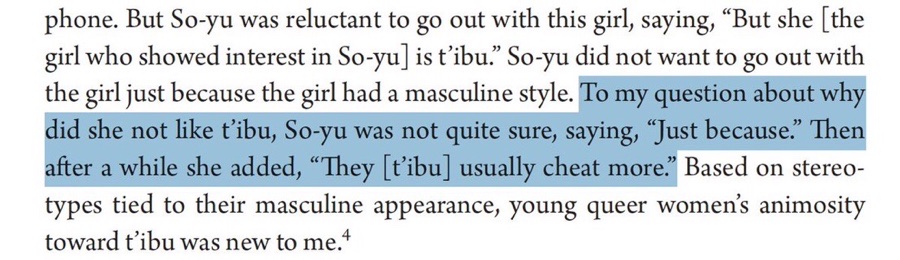 phone. But So-yu was reluctant to go out with this girl, saying, “But she [the
girl who showed interest in So-yu] is t’ibu.” So-yu did not want to go out with
the girl just because the girl had a masculine style. To my question about why
did she not like t’ibu, So-yu was not quite sure, saying, “Just because.” Then
after a while she added, “They [t’ibu] usually cheat more.” Based on stereo-
types tied to their masculine appearance, young queer women’s animosity
toward t’ibu was new to me.⁴